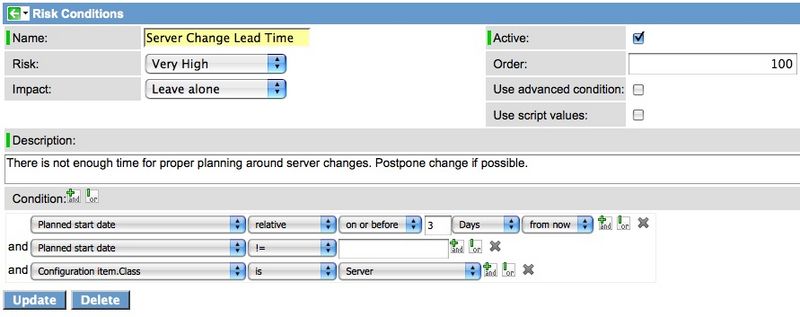 Risk Conditions
Name: Server Change Lead Time Active:
Risk: Very High Order: 100
Impact: Leave alone Use advanced condition:
Use script values:
Description:
There is not enough time for proper planning around server changes. Postpone change if possible.
Condition: and or
Planned start date relative on or before 3 Days from now and or
and Planned start date != and or
and Configuration item.Class is Server and or
Update Delete